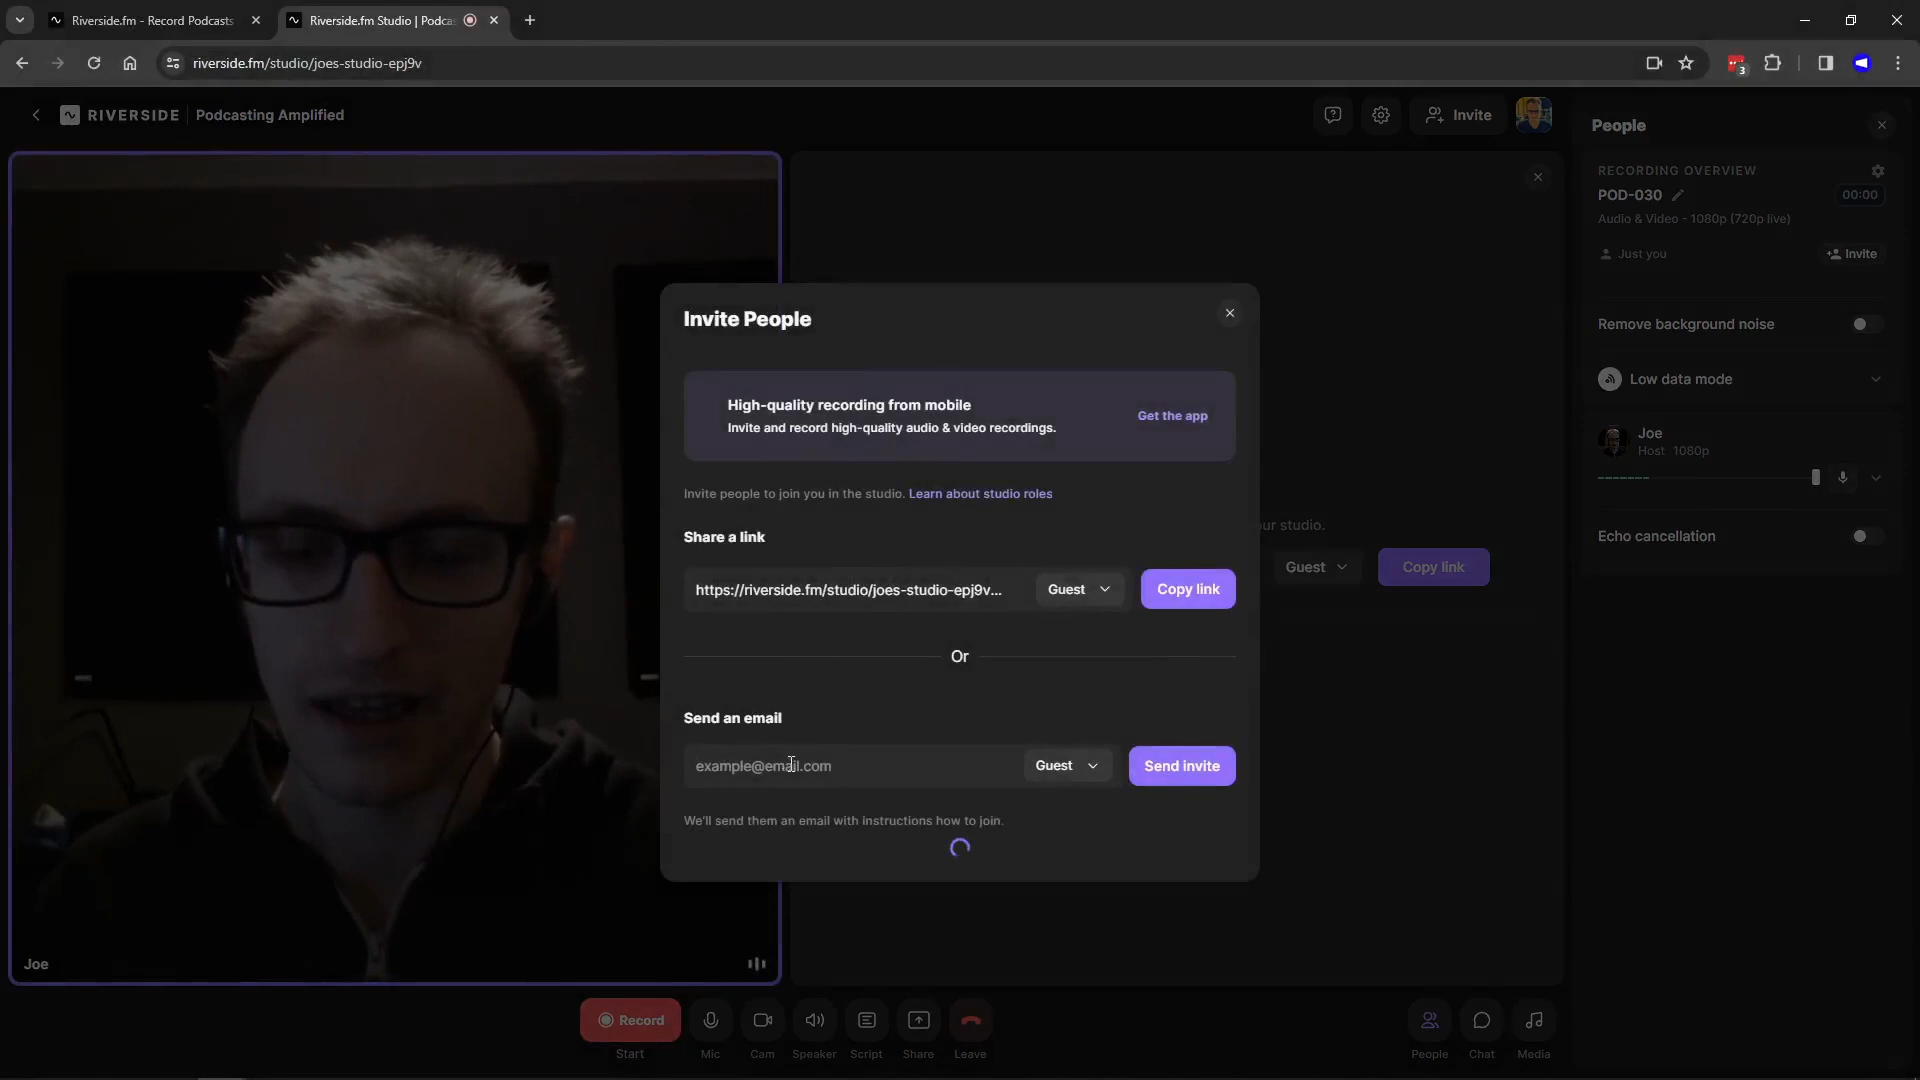 Riverside.fm - Record Podcasts
Riverside.fm Studio | Podca
riverside.fm/studio/joes-studio-epj9v
3
RIVERSIDE
Podcasting Amplified
Invite
People
RECORDING OVERVIEW
POD-030
00:00
Audio & Video - 1080p (720p live)
Just you
Invite
Remove background noise
Low data mode
Joe
Host 1080p
Echo cancellation
Invite People
High-quality recording from mobile
Invite and record high-quality audio & video recordings.
Get the app
Invite people to join you in the studio. Learn about studio roles
Share a link
https://riverside.fm/studio/joes-studio-epj9v...
Guest
Copy link
Or
Send an email
example@email.com
Guest
Send invite
We'll send them an email with instructions how to join.
our studio.
Guest
Copy link
Joe
Record
Start
Mic
Cam
Speaker
Script
Share
Leave
People
Chat
Media